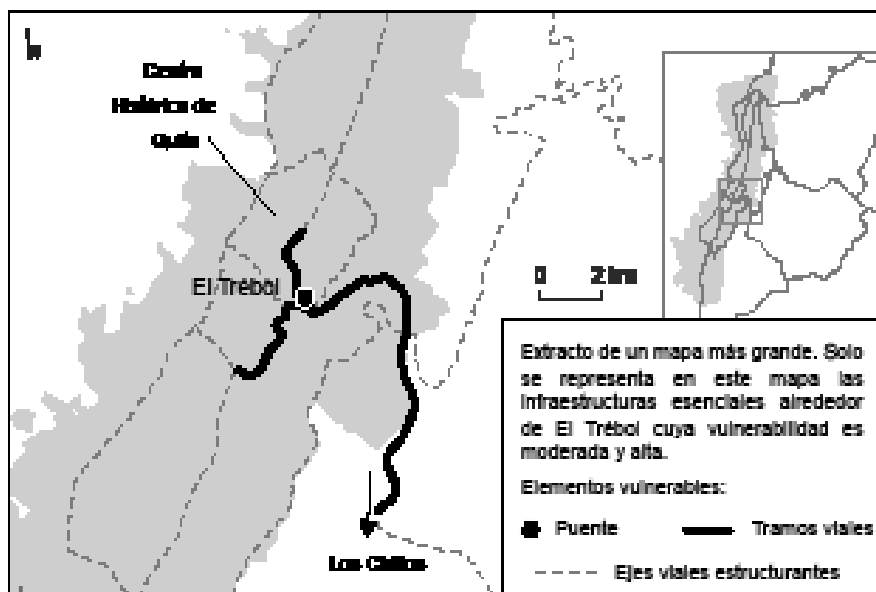 N
Centro
Histórico de
Quito
El Trébol
0 2 km
Los Chillos
Extracto de un mapa más grande. Solo
se representa en este mapa las
infraestructuras esenciales alrededor
de El Trébol cuya vulnerabilidad es
moderada y alta.
Elementos vulnerables:
Puente Tramos viales
Ejes viales estructurantes